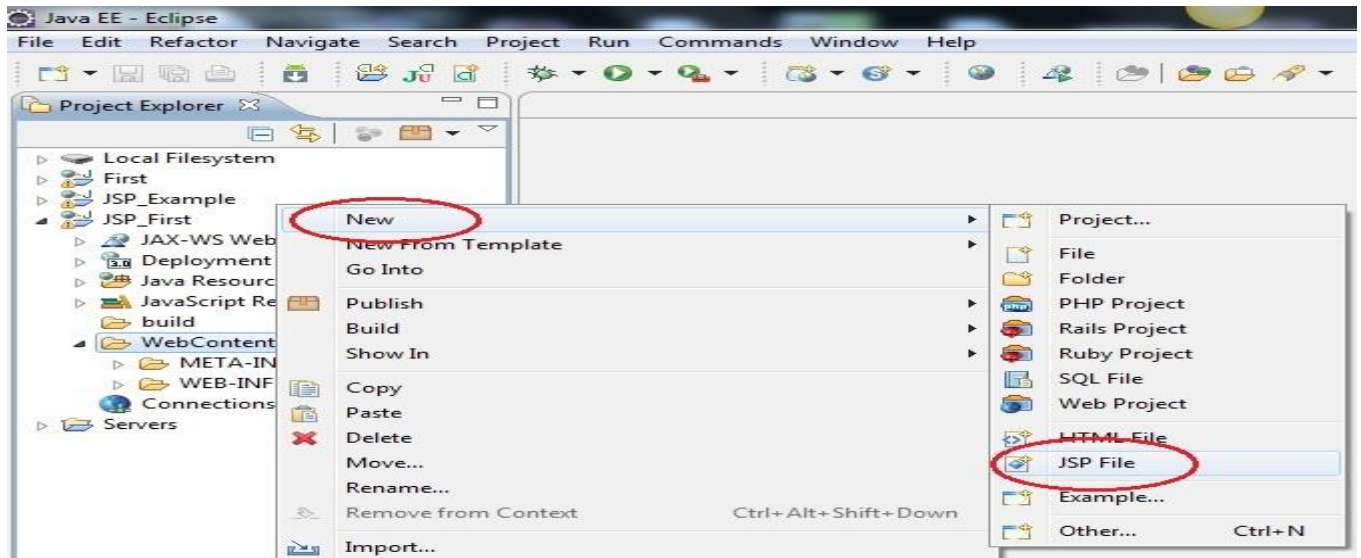 Java EE - Eclipse
File Edit Refactor Navigate Search Project Run Commands Window Help
Project Explorer
Local Filesystem
First
JSP_Example
JSP_First
JAX-WS Web
Deployment
Java Resourc
JavaScript Re
build
WebContent
META-IN
WEB-INF
Connections
Servers
New
New From Template
Go Into
Publish
Build
Show In
Copy
Paste
Delete
Move...
Rename...
Remove from Context Ctrl+Alt+Shift+Down
Import...
Project...
File
Folder
PHP Project
Rails Project
Ruby Project
SQL File
Web Project
HTML File
JSP File
Example...
Other... Ctrl+N